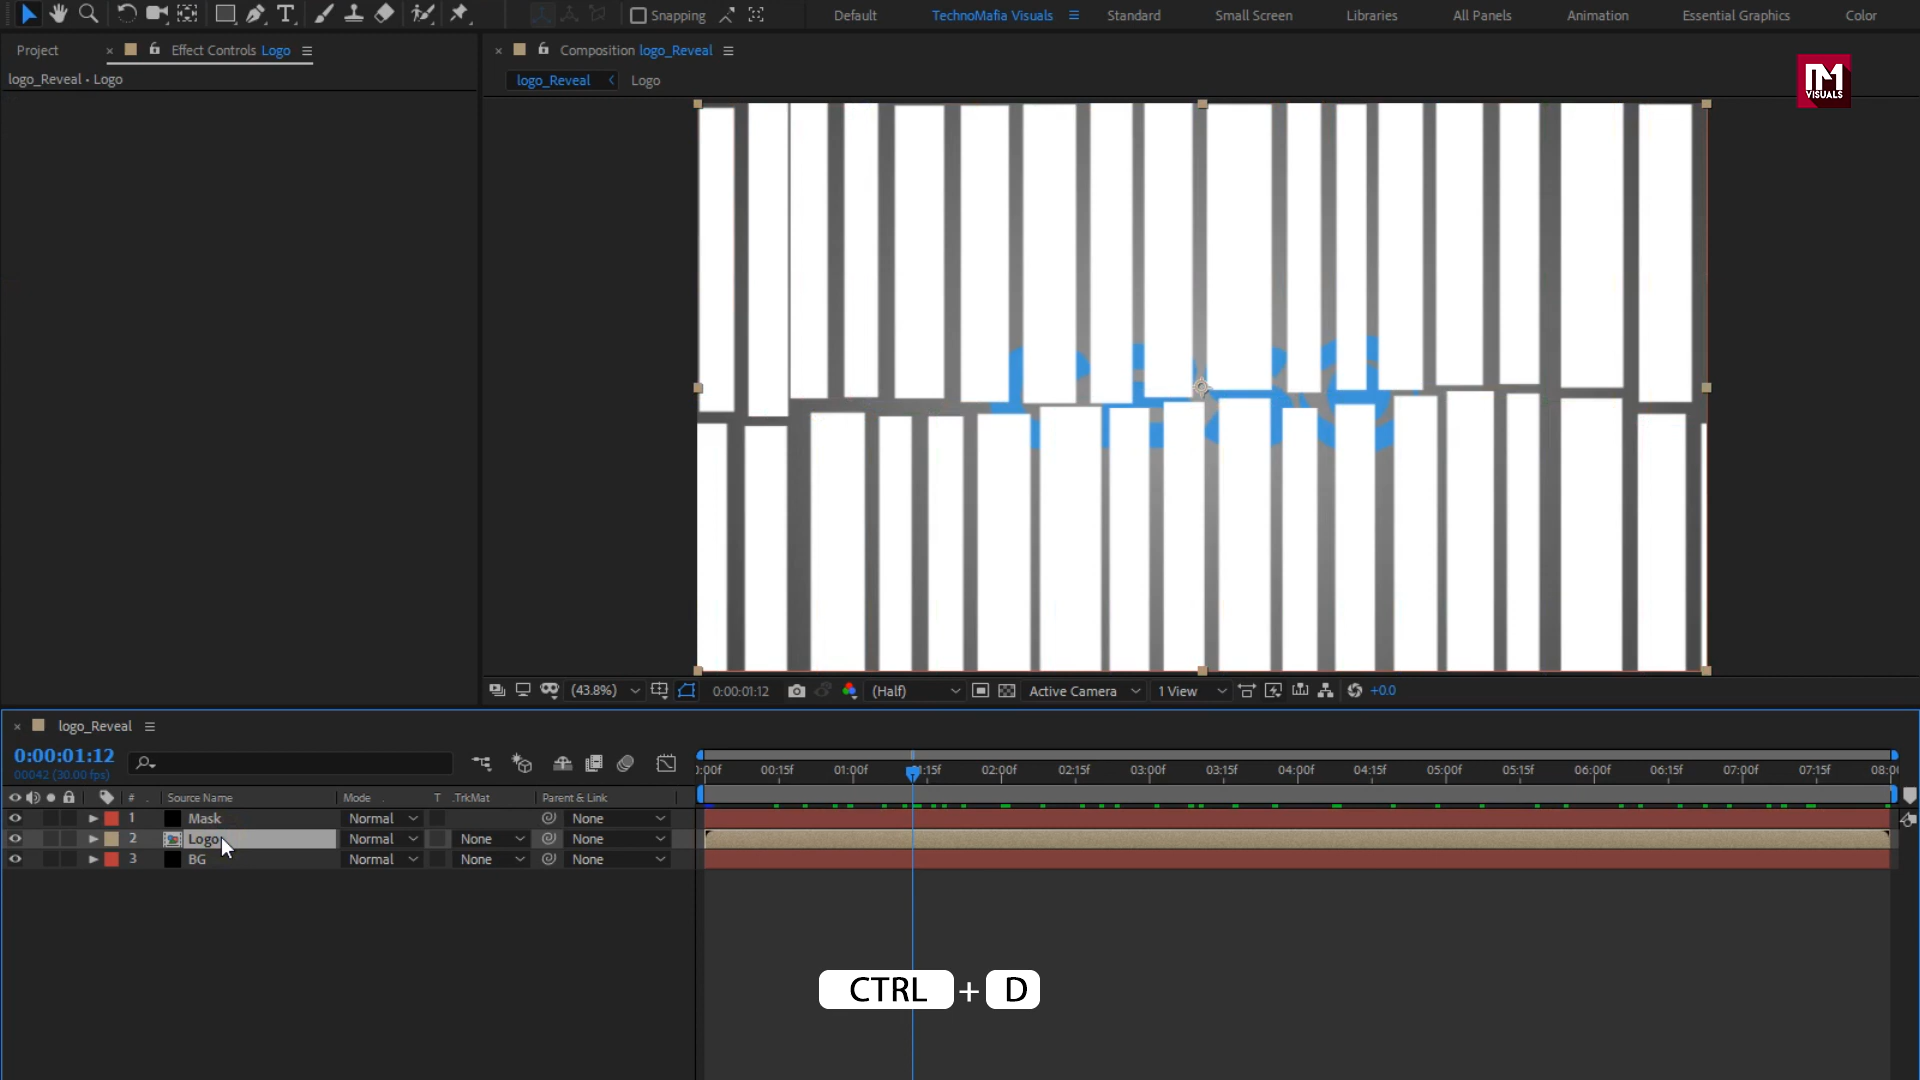 Snapping Default TechnoMafia Visuals Standard Small Screen Libraries All Panels Animation Essential Graphics Color
Project × Effect Controls Logo × Composition logo_Reveal
logo_Reveal • Logo
logo_Reveal Logo
VISUALS
(43.8%) 0:00:01:12 (Half) Active Camera 1 View +0.0
× logo_Reveal
0:00:01:12
00042 (30.00 fps)
:00f 00:15f 01:00f 1:15f 02:00f 02:15f 03:00f 03:15f 04:00f 04:15f 05:00f 05:15f 06:00f 06:15f 07:00f 07:15f 08:0
# Source Name Mode T .TrkMat Parent & Link
1 Mask Normal None
2 Logo Normal None None
3 BG Normal None None
CTRL + D